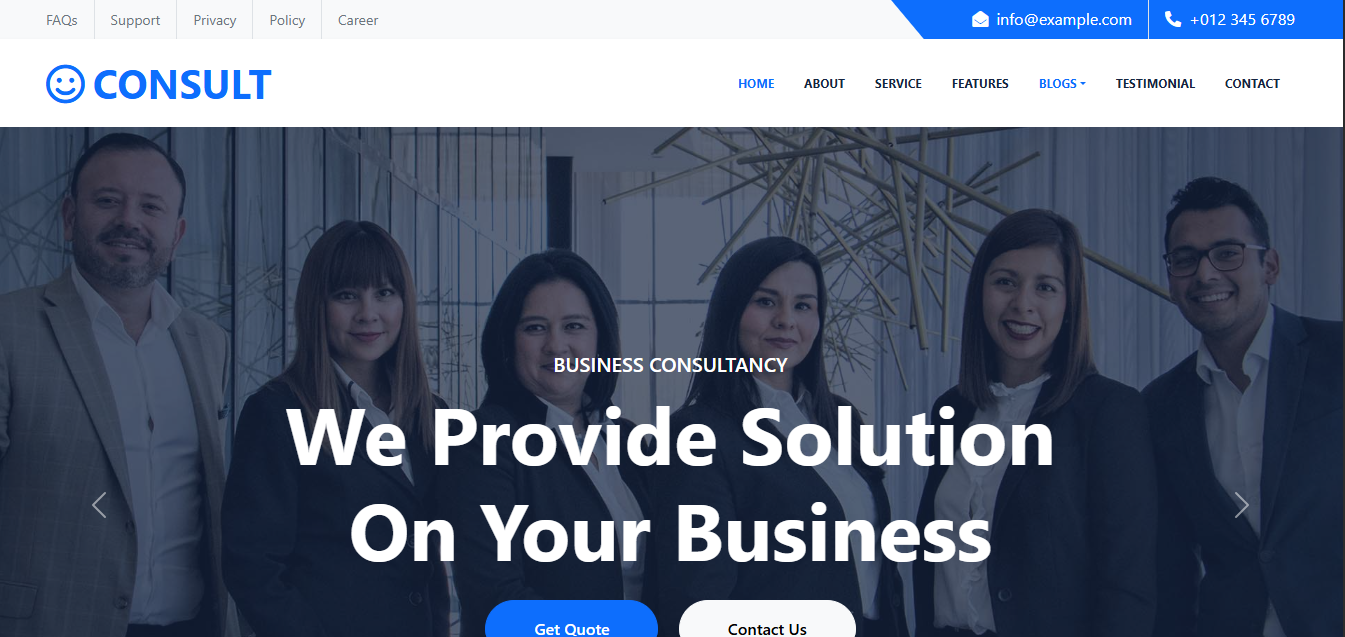 FAQs Support Privacy Policy Career info@example.com +012 345 6789
CONSULT HOME ABOUT SERVICE FEATURES BLOGS TESTIMONIAL CONTACT
BUSINESS CONSULTANCY
We Provide Solution
On Your Business
Get Quote Contact Us